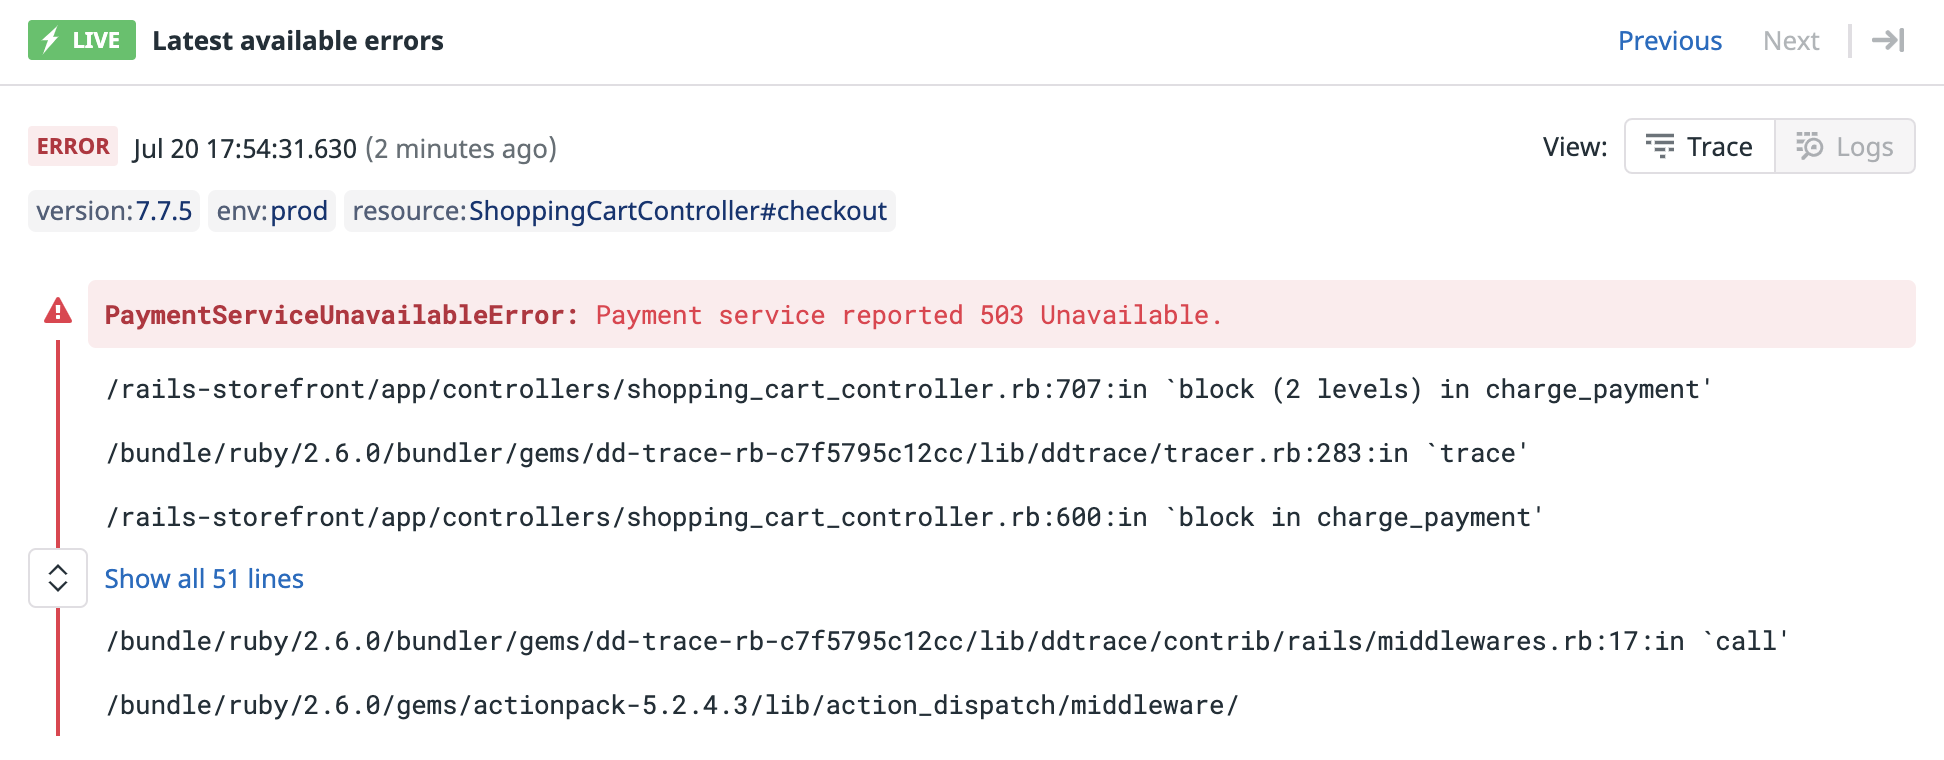 LIVE Latest available errors Previous Next
ERROR Jul 20 17:54:31.630 (2 minutes ago) View: Trace Logs
version:7.7.5 env:prod resource:ShoppingCartController#checkout
PaymentServiceUnavailableError: Payment service reported 503 Unavailable.
/rails-storefront/app/controllers/shopping_cart_controller.rb:707:in `block (2 levels) in charge_payment'
/bundle/ruby/2.6.0/bundler/gems/dd-trace-rb-c7f5795c12cc/lib/ddtrace/tracer.rb:283:in `trace'
/rails-storefront/app/controllers/shopping_cart_controller.rb:600:in `block in charge_payment'
Show all 51 lines
/bundle/ruby/2.6.0/bundler/gems/dd-trace-rb-c7f5795c12cc/lib/ddtrace/contrib/rails/middlewares.rb:17:in `call'
/bundle/ruby/2.6.0/gems/actionpack-5.2.4.3/lib/action_dispatch/middleware/